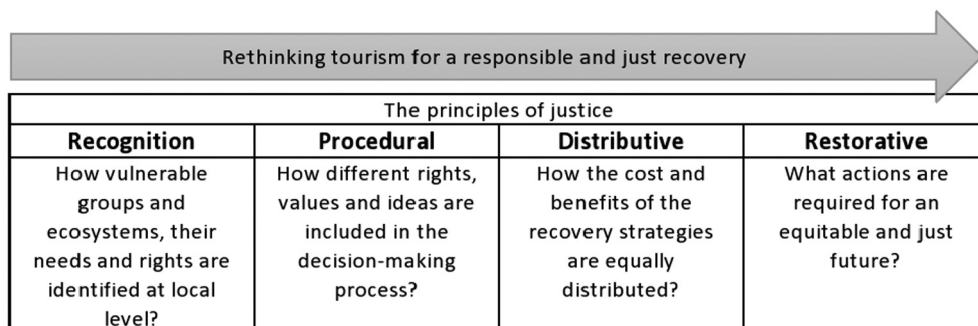 Rethinking tourism for a responsible and just recovery
The principles of justice
Recognition
How vulnerable
groups and
ecosystems, their
needs and rights are
identified at local
level?
Procedural
How different rights,
values and ideas are
included in the
decision-making
process?
Distributive
How the cost and
benefits of the
recovery strategies
are equally
distributed?
Restorative
What actions are
required for an
equitable and just
future?